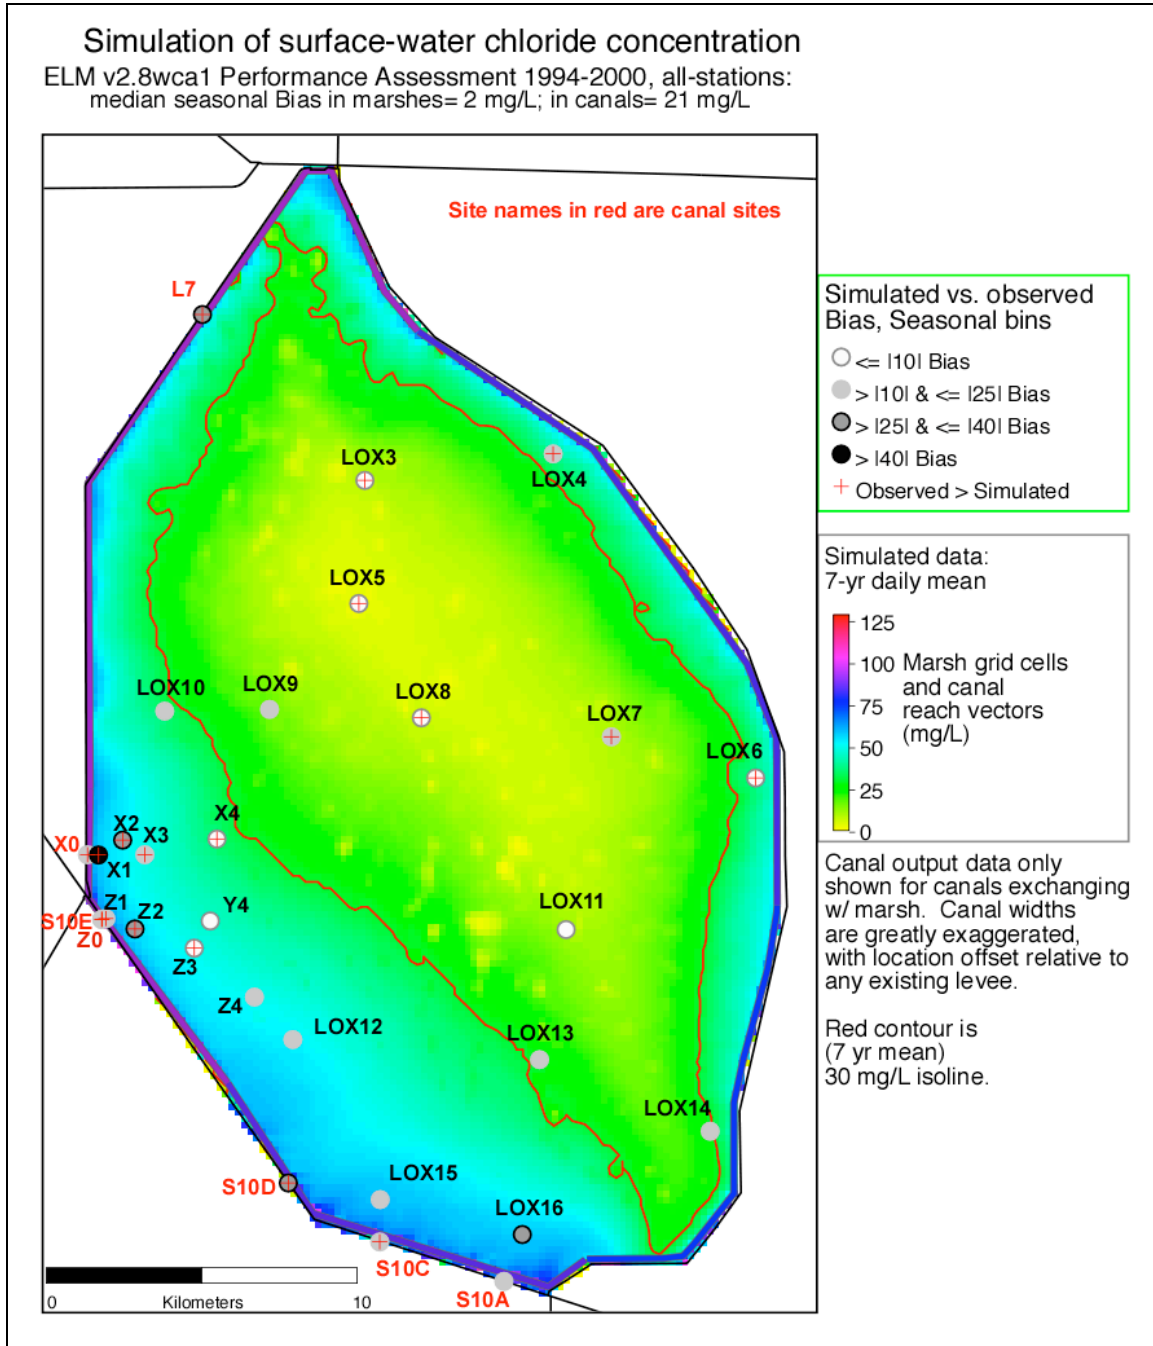 Simulation of surface-water chloride concentration
ELM v2.8wca1 Performance Assessment 1994-2000, all-stations:
median seasonal Bias in marshes= 2 mg/L; in canals= 21 mg/L
Site names in red are canal sites
L7
LOX3
LOX4
LOX5
LOX10
LOX9
LOX8
LOX7
LOX6
X4
X2
X3
X0
X1
Z1
Z2
Y4
S10E
Z0
Z3
LOX11
Z4
LOX12
LOX13
LOX14
LOX15
S10D
LOX16
S10C
S10A
0 Kilometers 10
Simulated vs. observed
Bias, Seasonal bins
<= |10| Bias
> |10| & <= |25| Bias
> |25| & <= |40| Bias
> |40| Bias
Observed > Simulated
Simulated data:
7-yr daily mean
125
100
75
50
25
0
Marsh grid cells
and canal
reach vectors
(mg/L)
Canal output data only
shown for canals exchanging
w/ marsh. Canal widths
are greatly exaggerated,
with location offset relative to
any existing levee.
Red contour is
(7 yr mean)
30 mg/L isoline.